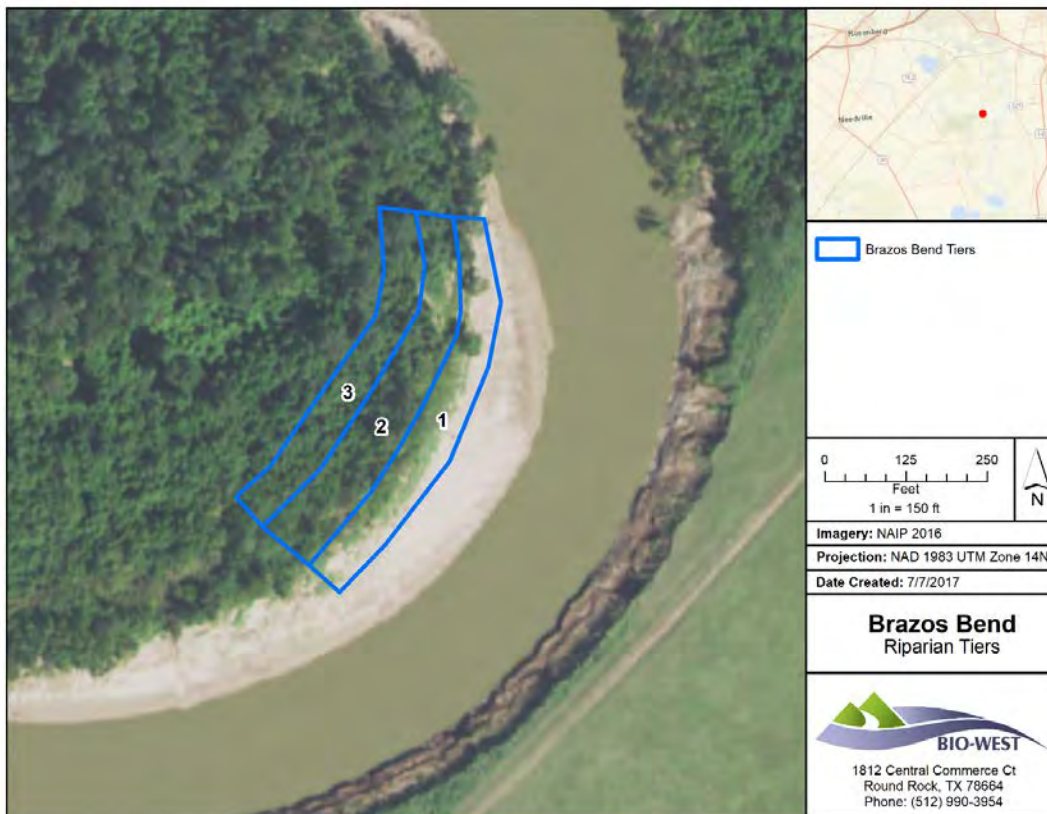 3
2
1
Rosenberg
Needville
Brazos Bend Tiers
0 125 250
Feet
1 in = 150 ft
N
Imagery: NAIP 2016
Projection: NAD 1983 UTM Zone 14N
Date Created: 7/7/2017
Brazos Bend
Riparian Tiers
BIO-WEST
1812 Central Commerce Ct
Round Rock, TX 78664
Phone: (512) 990-3954